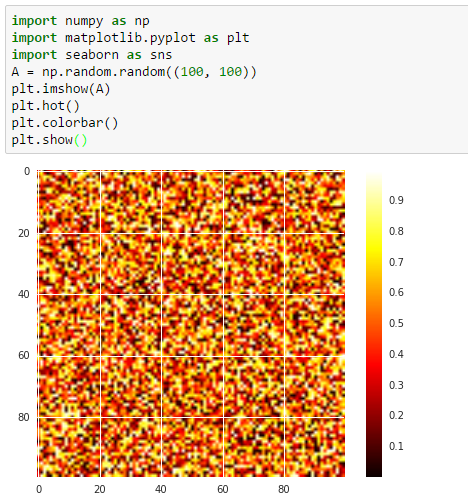 import numpy as np
import matplotlib.pyplot as plt
import seaborn as sns
A = np.random.random((100, 100))
plt.imshow(A)
plt.hot()
plt.colorbar()
plt.show()
0
20
40
60
80
0 20 40 60 80
0.9
0.8
0.7
0.6
0.5
0.4
0.3
0.2
0.1